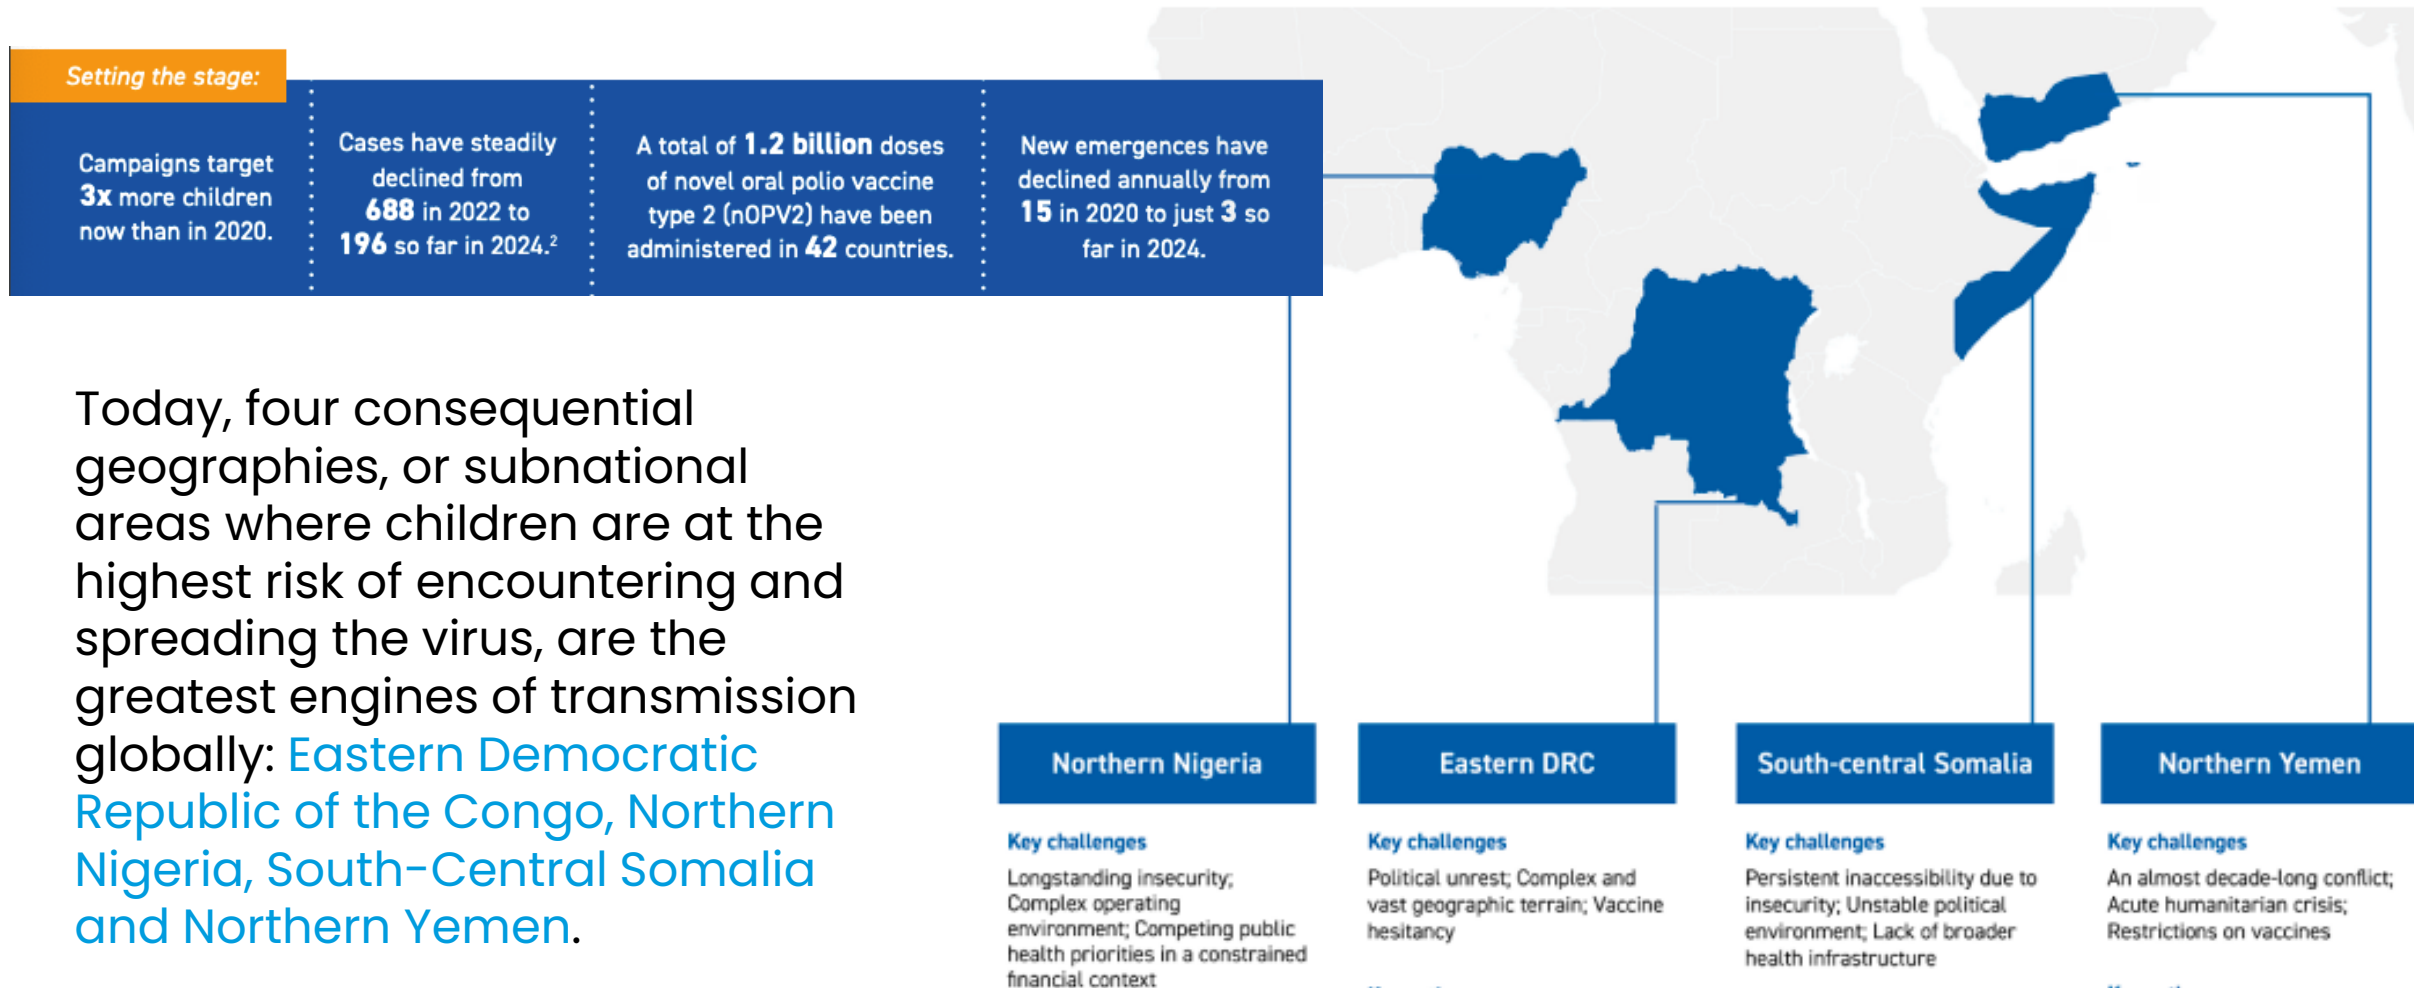 Setting the stage:
Campaigns target
3x more children
now than in 2020.
Cases have steadily
declined from
688 in 2022 to
196 so far in 2024.²
A total of 1.2 billion doses
of novel oral polio vaccine
type 2 (nOPV2) have been
administered in 42 countries.
New emergences have
declined annually from
15 in 2020 to just 3 so
far in 2024.
Today, four consequential
geographies, or subnational
areas where children are at the
highest risk of encountering and
spreading the virus, are the
greatest engines of transmission
globally: Eastern Democratic
Republic of the Congo, Northern
Nigeria, South-Central Somalia
and Northern Yemen.
Northern Nigeria
Key challenges
Longstanding insecurity;
Complex operating
environment; Competing public
health priorities in a constrained
financial context
Eastern DRC
Key challenges
Political unrest; Complex and
vast geographic terrain; Vaccine
hesitancy
South-central Somalia
Key challenges
Persistent inaccessibility due to
insecurity; Unstable political
environment; Lack of broader
health infrastructure
Northern Yemen
Key challenges
An almost decade-long conflict;
Acute humanitarian crisis;
Restrictions on vaccines